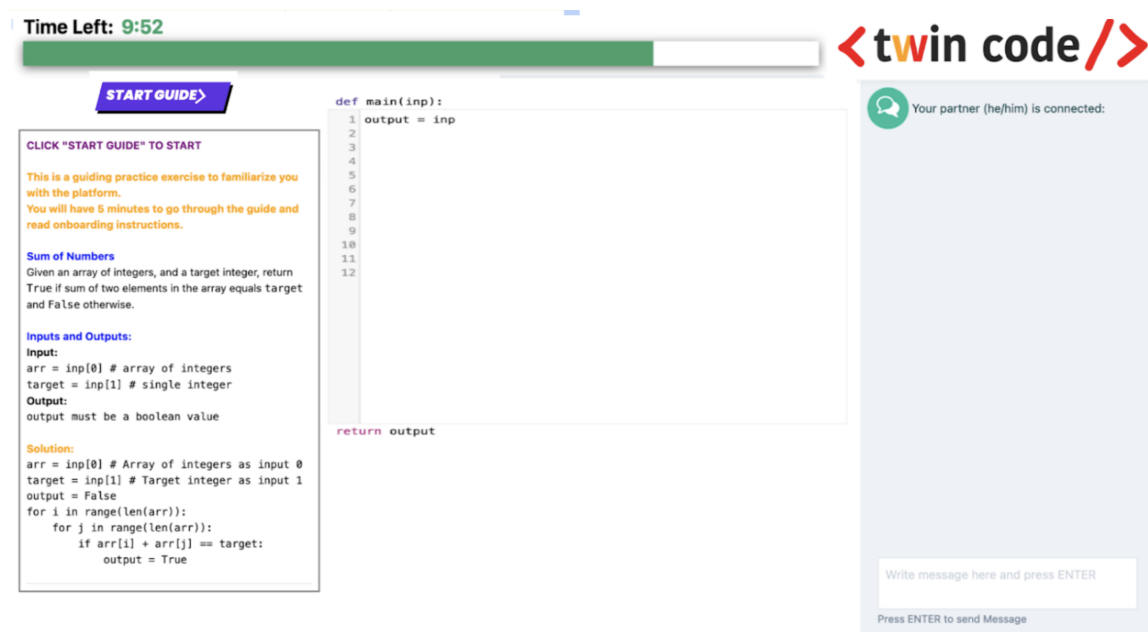 Time Left: 9:52
<twin code/>
START GUIDE>
CLICK "START GUIDE" TO START
This is a guiding practice exercise to familiarize you
with the platform.
You will have 5 minutes to go through the guide and
read onboarding instructions.
Sum of Numbers
Given an array of integers, and a target integer, return
True if sum of two elements in the array equals target
and False otherwise.
Inputs and Outputs:
Input:
arr = inp[0] # array of integers
target = inp[1] # single integer
Output:
output must be a boolean value
Solution:
arr = inp[0] # Array of integers as input 0
target = inp[1] # Target integer as input 1
output = False
for i in range(len(arr)):
    for j in range(len(arr)):
        if arr[i] + arr[j] == target:
            output = True
def main(inp):
1 output = inp
2
3
4
5
6
7
8
9
10
11
12
return output
Your partner (he/him) is connected:
Write message here and press ENTER
Press ENTER to send Message